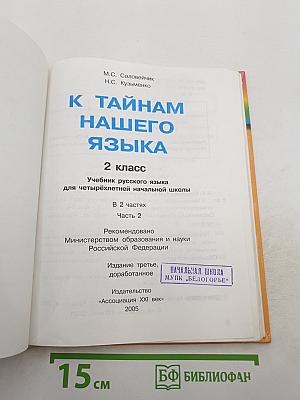 М.С. Соловейчик
Н.С. Кузьменко
К ТАЙНАМ
НАШЕГО
ЯЗЫКА
2 класс
Учебник русского языка
для четырёхлетней начальной школы
В 2 частях
Часть 2
Рекомендовано
Министерством образования и науки
Российской Федерации
Издание третье,
доработанное
НАЧАЛЬНАЯ ШКОЛА
МУПК „БЕЛОГОРЬЕ"
Издательство
«Ассоциация XXI век»
2005
15 см
БФ БИБЛИОФАН